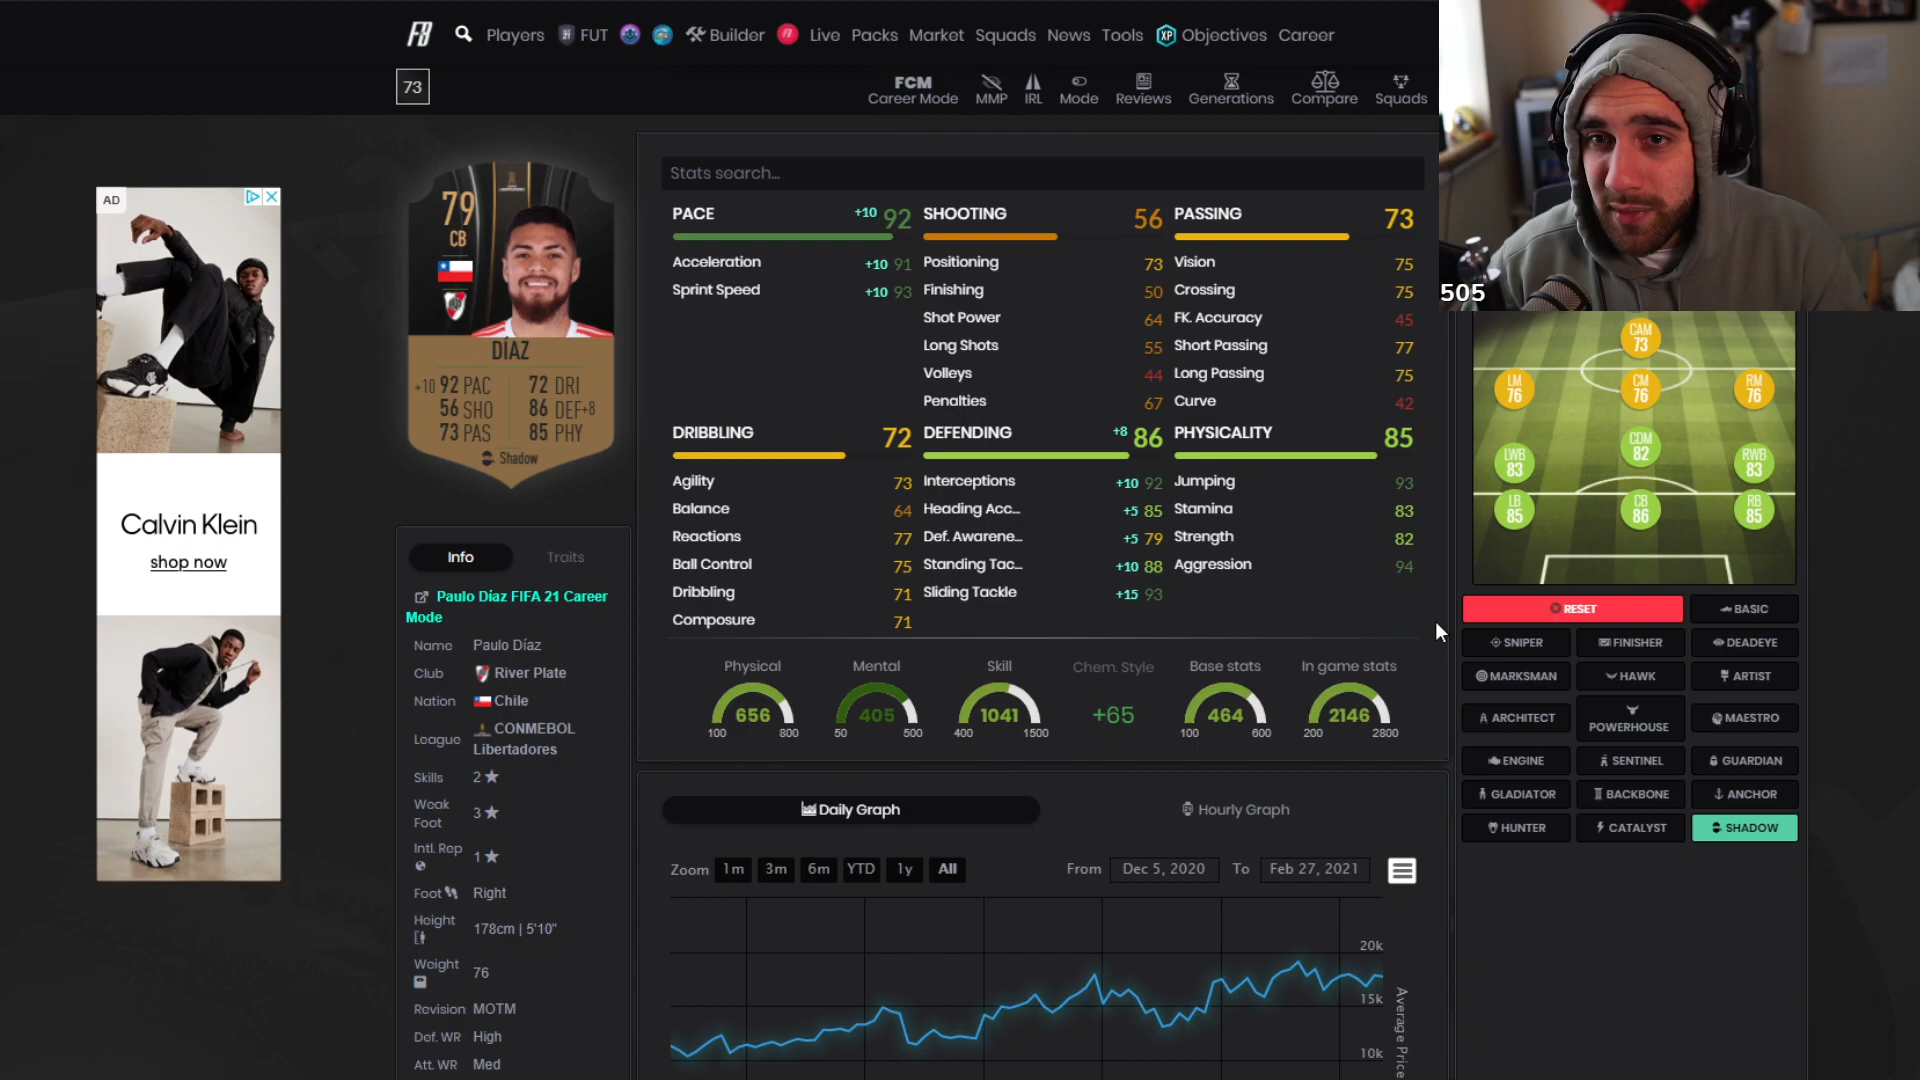 FB Players 21 FUT Builder Live Packs Market Squads News Tools XP Objectives Career
73
FCM
Career Mode MMP IRL Mode Reviews Generations Compare Squads
AD
Calvin Klein
shop now
79
CB
DÍAZ
+10 92 PAC 72 DRI
56 SHO 86 DEF+8
73 PAS 85 PHY
Shadow
Info Traits
Paulo Díaz FIFA 21 Career
Mode
Name Paulo Díaz
Club River Plate
Nation Chile
League CONMEBOL
Libertadores
Skills 2
Weak
Foot 3
Intl. Rep 1
Foot Right
Height 178cm | 5'10"
Weight 76
Revision MOTM
Def. WR High
Att. WR Med
Stats search...
PACE +10 92 SHOOTING 56 PASSING 73
Acceleration +10 91 Positioning 73 Vision 75
Sprint Speed +10 93 Finishing 50 Crossing 75
Shot Power 64 FK. Accuracy 45
Long Shots 55 Short Passing 77
Volleys 44 Long Passing 75
Penalties 67 Curve 42
DRIBBLING 72 DEFENDING +8 86 PHYSICALITY 85
Agility 73 Interceptions +10 92 Jumping 93
Balance 64 Heading Acc... +5 85 Stamina 83
Reactions 77 Def. Awarene... +5 79 Strength 82
Ball Control 75 Standing Tac... +10 88 Aggression 94
Dribbling 71 Sliding Tackle +15 93
Composure 71
Physical Mental Skill Chem. Style Base stats In game stats
656 405 1041 +65 464 2146
100 800 50 500 400 1500 100 600 200 2800
Daily Graph Hourly Graph
Zoom 1m 3m 6m YTD 1y All From Dec 5, 2020 To Feb 27, 2021
20k
15k
10k
Average Price
505
CAM
73
LM
76
CM
76
RM
76
CDM
82
LWB
83
RWB
83
LB
85
CB
86
RB
85
RESET BASIC
SNIPER FINISHER DEADEYE
MARKSMAN HAWK ARTIST
ARCHITECT POWERHOUSE MAESTRO
ENGINE SENTINEL GUARDIAN
GLADIATOR BACKBONE ANCHOR
HUNTER CATALYST SHADOW